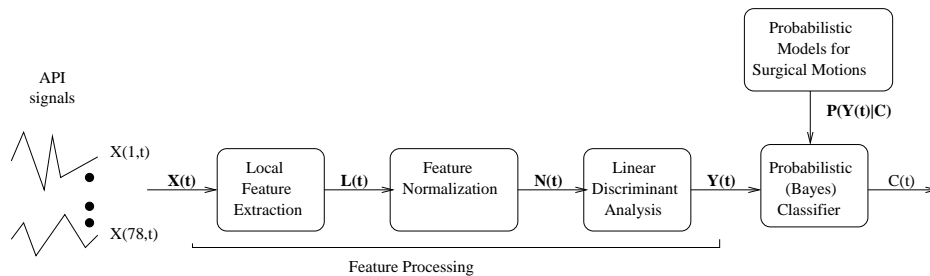 API
signals
X(1,t)
X(78,t)
X(t)
Local
Feature
Extraction
L(t)
Feature
Normalization
N(t)
Linear
Discriminant
Analysis
Y(t)
Probabilistic
Models for
Surgical Motions
P(Y(t)|C)
Probabilistic
(Bayes)
Classifier
C(t)
Feature Processing